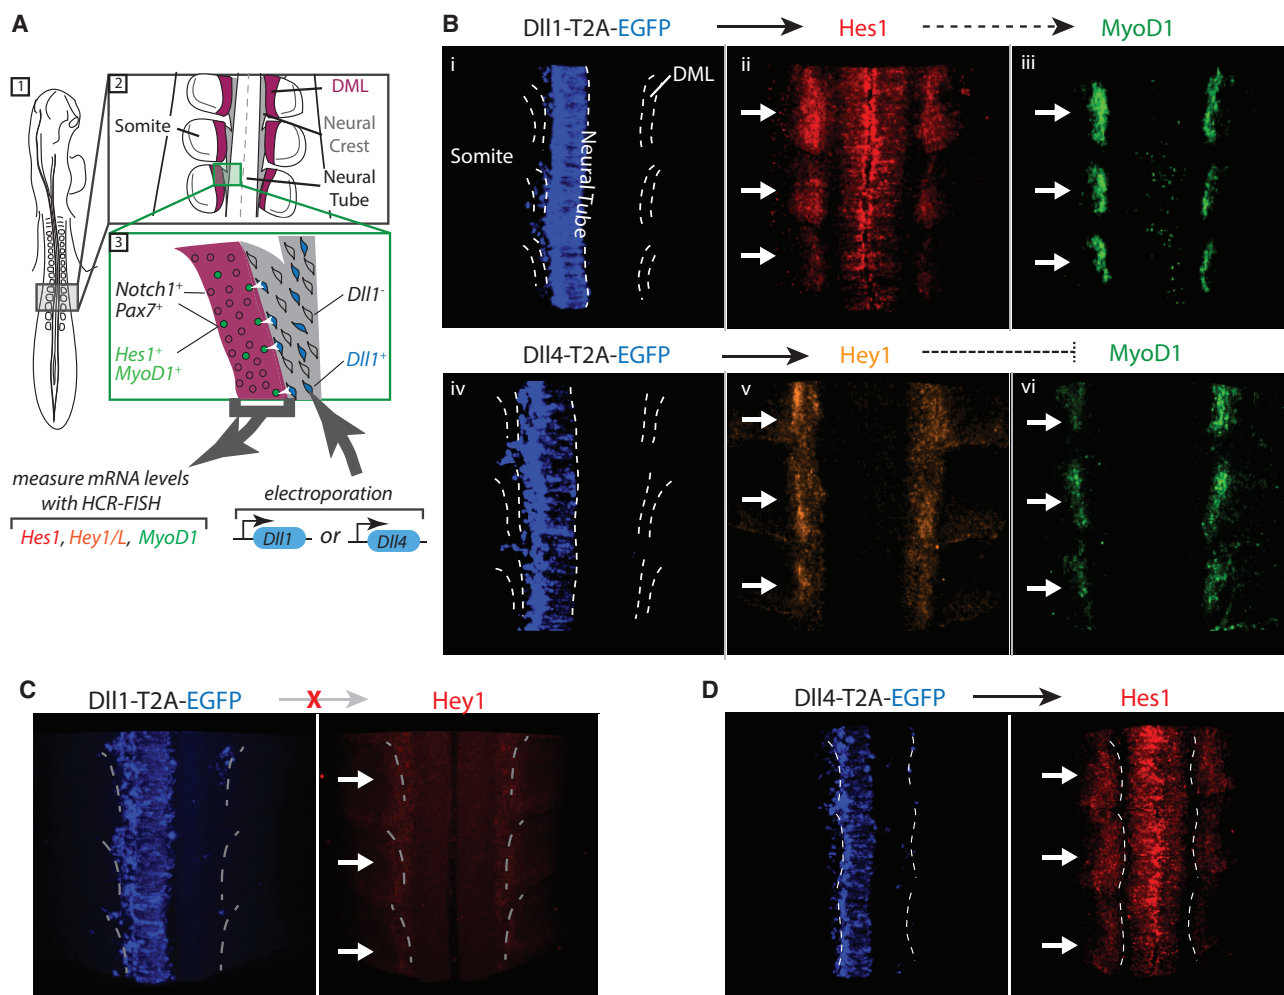 A
1
2
DML
Somite
Neural
Crest
Neural
Tube
3
Notch1+
Pax7+
Hes1+
MyoD1+
Dll1-
Dll1+
measure mRNA levels
with HCR-FISH
Hes1, Hey1/L, MyoD1
electroporation
Dll1 or Dll4
B
Dll1-T2A-EGFP Hes1 MyoD1
i
DML
Somite
Neural Tube
ii
iii
Dll4-T2A-EGFP Hey1 MyoD1
iv
v
vi
C
Dll1-T2A-EGFP X Hey1
D
Dll4-T2A-EGFP Hes1